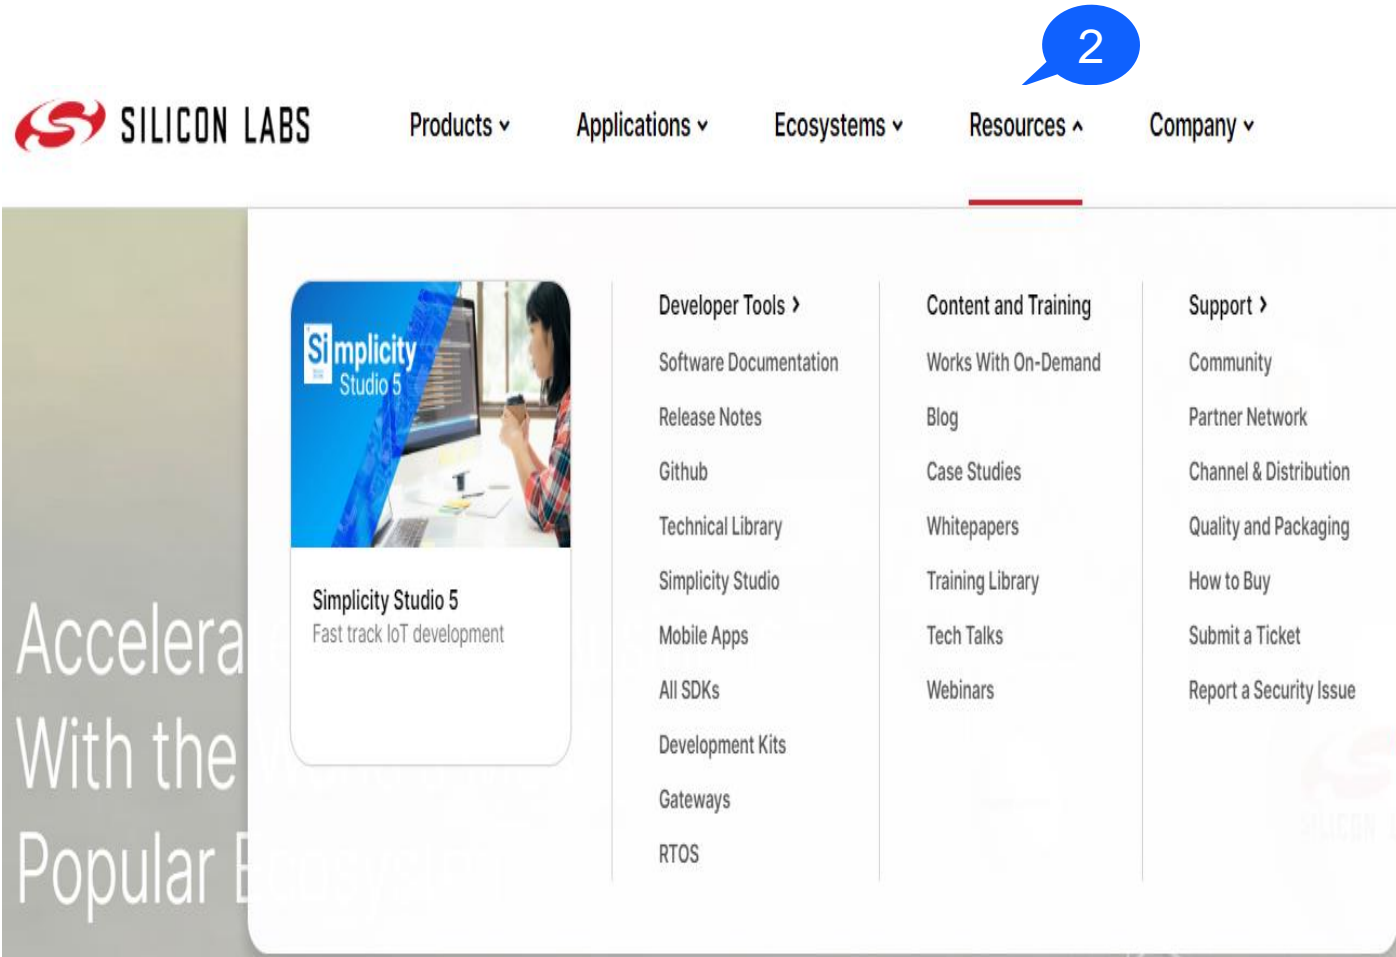 2
SILICON LABS
Products
Applications
Ecosystems
Resources
Company
Simplicity
Studio 5
Simplicity Studio 5
Fast track IoT development
Developer Tools >
Software Documentation
Release Notes
Github
Technical Library
Simplicity Studio
Mobile Apps
All SDKs
Development Kits
Gateways
RTOS
Content and Training
Works With On-Demand
Blog
Case Studies
Whitepapers
Training Library
Tech Talks
Webinars
Support >
Community
Partner Network
Channel & Distribution
Quality and Packaging
How to Buy
Submit a Ticket
Report a Security Issue
Accelera
With the
Popular Ecosystem